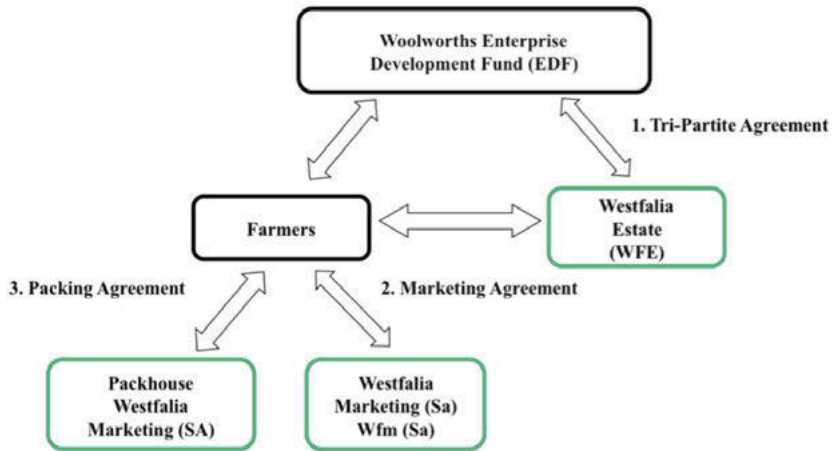 Woolworths Enterprise
Development Fund (EDF)
1. Tri-Partite Agreement
Farmers
Westfalia
Estate
(WFE)
3. Packing Agreement
2. Marketing Agreement
Packhouse
Westfalia
Marketing (SA)
Westfalia
Marketing (Sa)
Wfm (Sa)